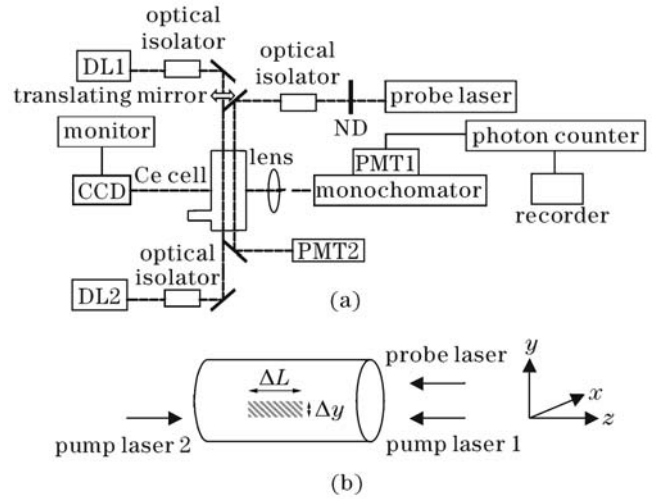 (a)
optical
isolator
DL1
optical
isolator
translating mirror
probe laser
ND
monitor
photon counter
lens
PMT1
CCD
Ce cell
monochomator
recorder
optical
isolator
PMT2
DL2
(a)
ΔL
Δy
probe laser
pump laser 2
pump laser 1
y
x
z
(b)